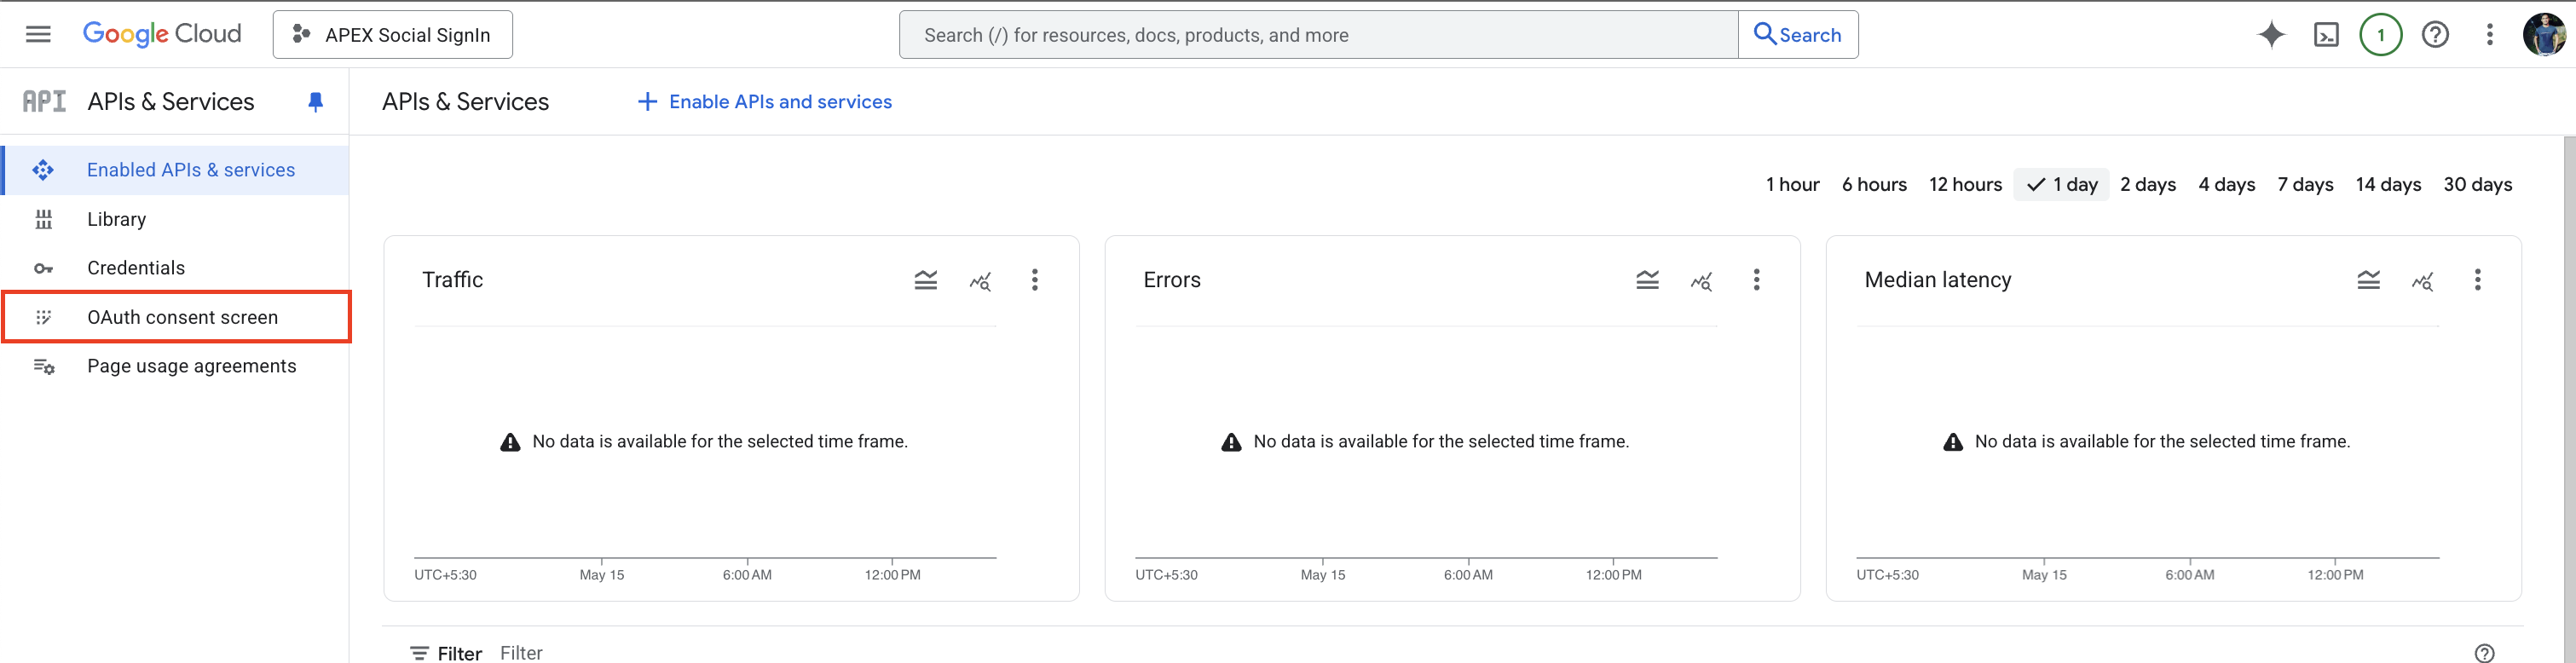 Google Cloud
APEX Social SignIn
Search (/) for resources, docs, products, and more
Search
1
API
APIs & Services
APIs & Services
Enable APIs and services
Enabled APIs & services
Library
Credentials
OAuth consent screen
Page usage agreements
1 hour 6 hours 12 hours 1 day 2 days 4 days 7 days 14 days 30 days
Traffic
No data is available for the selected time frame.
UTC+5:30 May 15 6:00 AM 12:00 PM
Errors
No data is available for the selected time frame.
UTC+5:30 May 15 6:00 AM 12:00 PM
Median latency
No data is available for the selected time frame.
UTC+5:30 May 15 6:00 AM 12:00 PM
Filter Filter